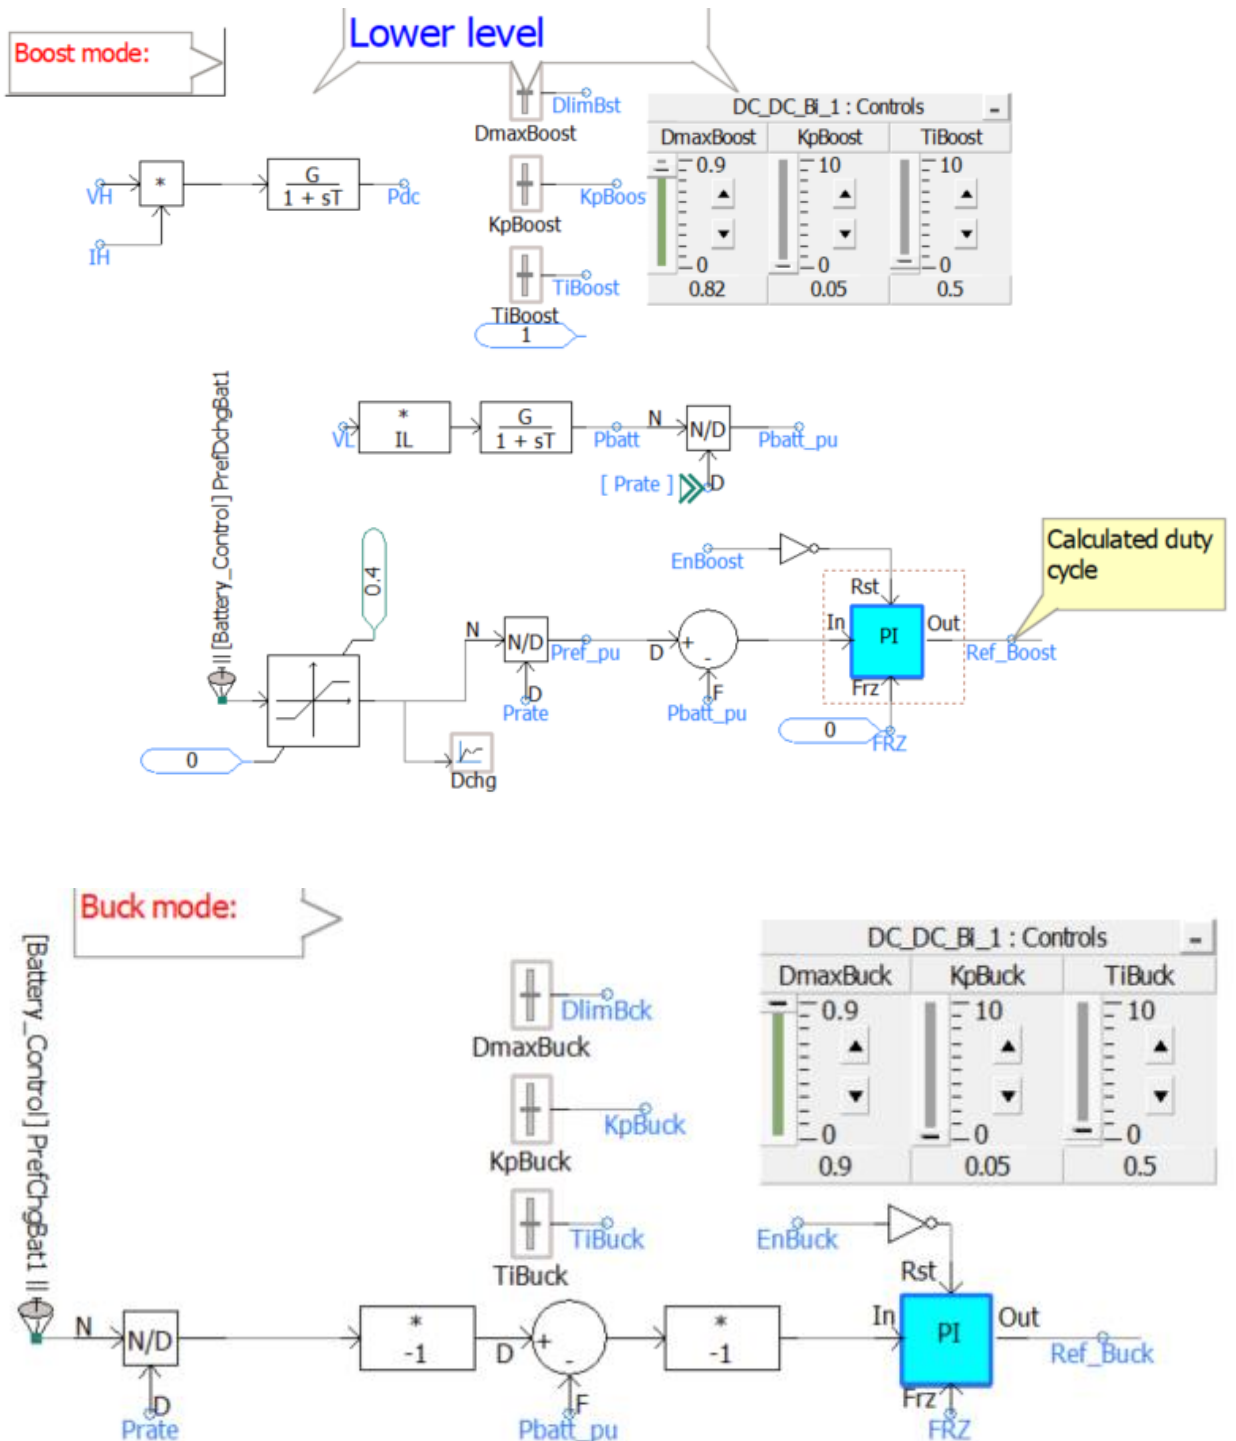 Lower level
Boost mode:
DlimBst
DmaxBoost
KpBoos
KpBoost
TiBoost
TiBoost
1
DC_DC_Bi_1 : Controls
-
DmaxBoost KpBoost TiBoost
0.9 10 10
0 0 0
0.82 0.05 0.5
VH
*
G
1 + sT
Pdc
IH
|| [Battery_Control] PrefDchgBat1
VL
*
IL
G
1 + sT
Pbatt
N
N/D
Pbatt_pu
[ Prate ]
D
0.4
EnBoost
Calculated duty
cycle
Rst
In
PI
Out
Ref_Boost
Frz
0
FRZ
T
N
N/D
Pref_pu
D
+
-
D
Prate
F
Pbatt_pu
0
Dchg
Buck mode:
[Battery_Control] PrefChgBat1 ||
DlimBck
DmaxBuck
KpBuck
KpBuck
TiBuck
TiBuck
DC_DC_Bi_1 : Controls
-
DmaxBuck KpBuck TiBuck
0.9 10 10
0 0 0
0.9 0.05 0.5
EnBuck
Rst
T
N
N/D
D
Prate
*
-1
D
+
-
F
Pbatt_pu
*
-1
In
PI
Out
Ref_Buck
Frz
FRZ